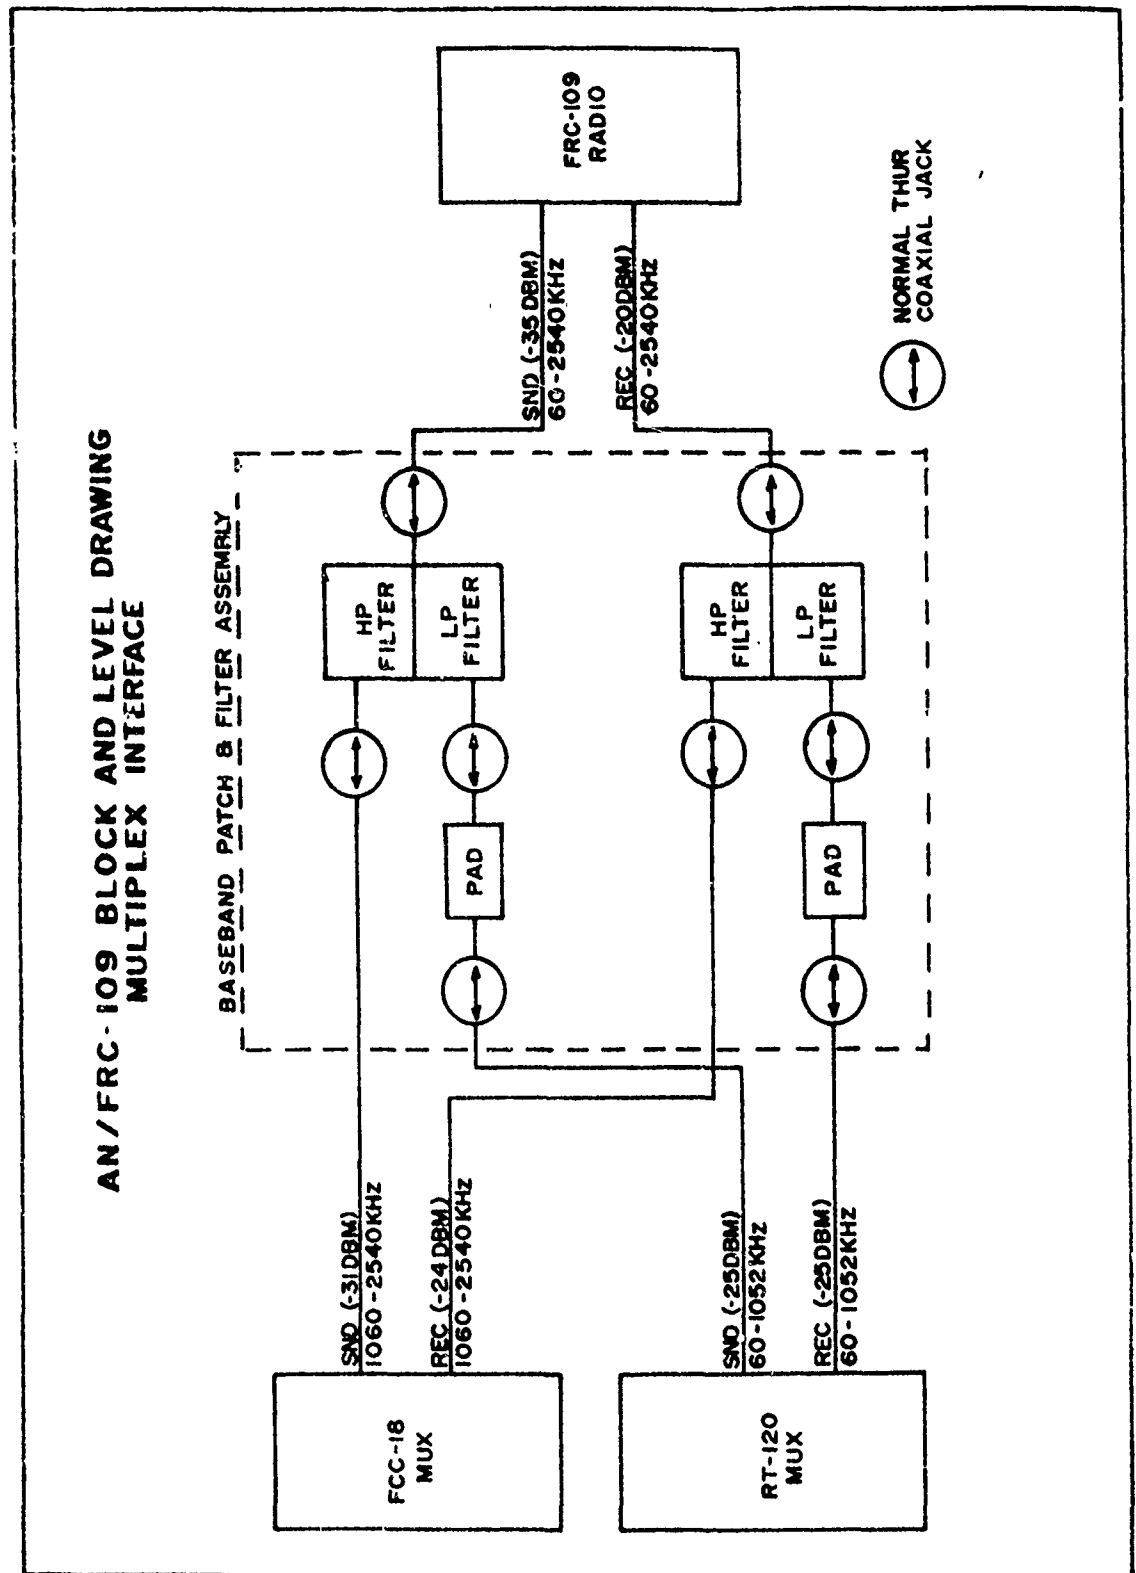 AN/FRC-109 BLOCK AND LEVEL DRAWING
MULTIPLEX INTERFACE
BASEBAND PATCH & FILTER ASSEMBLY
FCC-18
MUX
SND (-31DBM)
1060-2540KHZ
REC (-24DBM)
1060-2540KHZ
RT-120
MUX
SND (-25DBM)
60-1052KHZ
REC (-25DBM)
60-1052KHZ
HP
FILTER
LP
FILTER
PAD
HP
FILTER
LP
FILTER
PAD
SND (-35DBM)
60-2540KHZ
REC (-20DBM)
60-2540KHZ
FRC-109
RADIO
NORMAL THUR
COAXIAL JACK